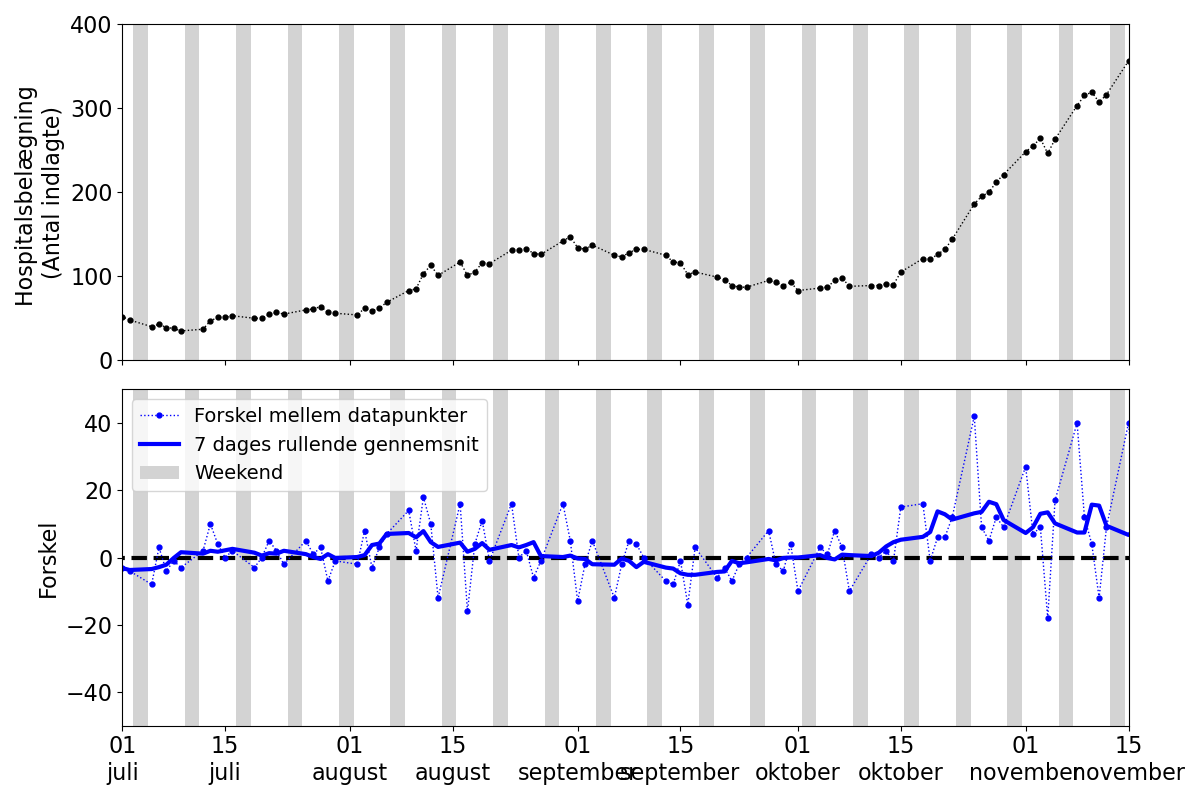 Hospitalsbelægning
(Antal indlagte)
400
300
200
100
0
Forskel
40
20
0
−20
−40
Forskel mellem datapunkter
7 dages rullende gennemsnit
Weekend
01 15 01 15 01 15 01 15 01 15
juli juli august august september september oktober oktober november november